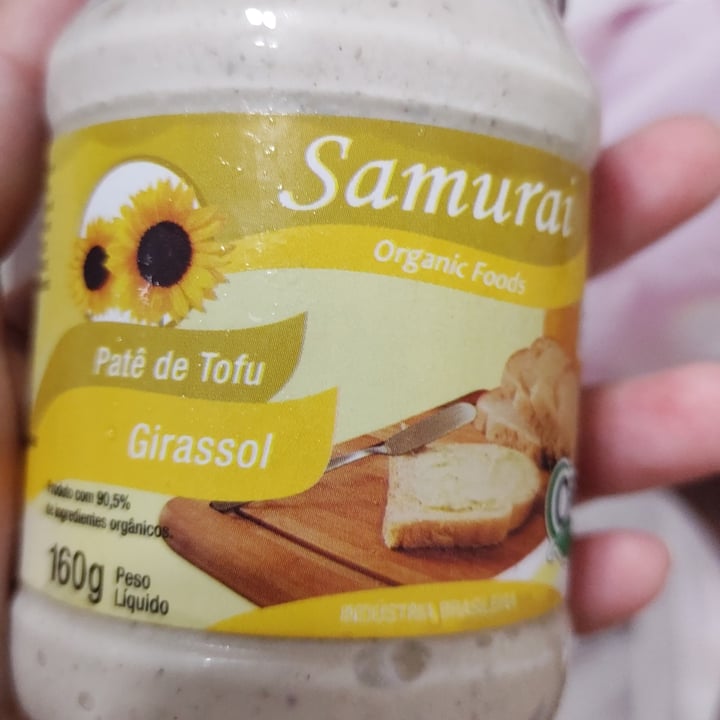 Samurai
Organic Foods
Patê de Tofu
Girassol
Produto com 90,5%
de ingredientes orgânicos.
160g Peso
Líquido
INDÚSTRIA BRASILEIRA